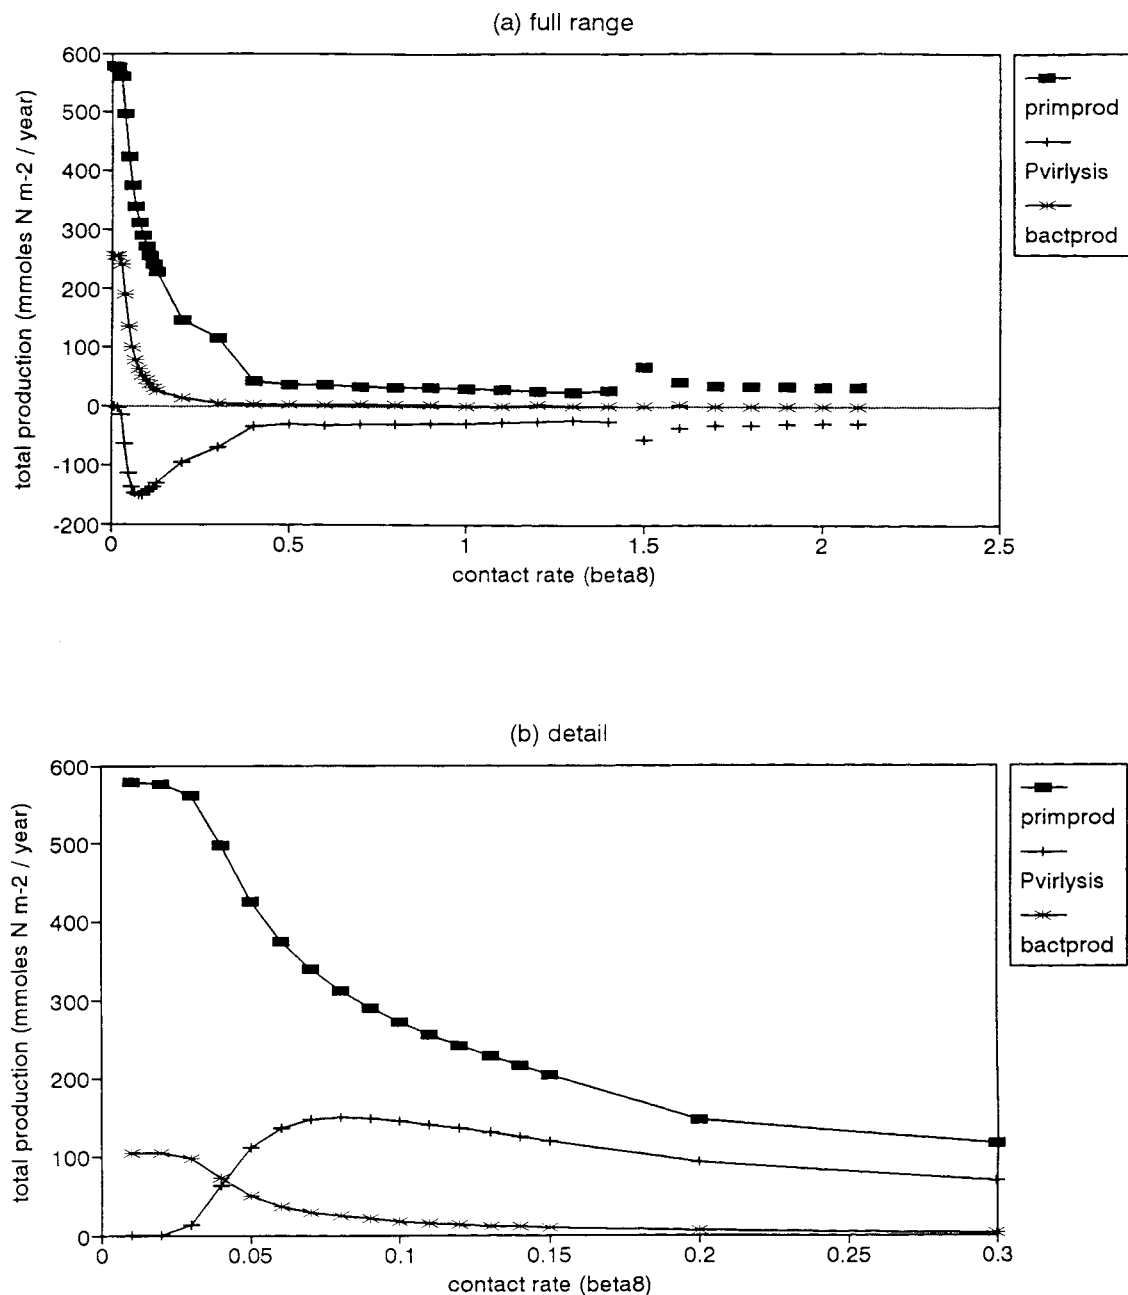 (a) full range
total production (mmoles N m-2 / year)
600
500
400
300
200
100
0
-100
-200
0
0.5
1
1.5
2
2.5
contact rate (beta8)
primprod
Pvirlysis
bactprod
(b) detail
total production (mmoles N m-2 / year)
600
500
400
300
200
100
0
0
0.05
0.1
0.15
0.2
0.25
0.3
contact rate (beta8)
primprod
Pvirlysis
bactprod